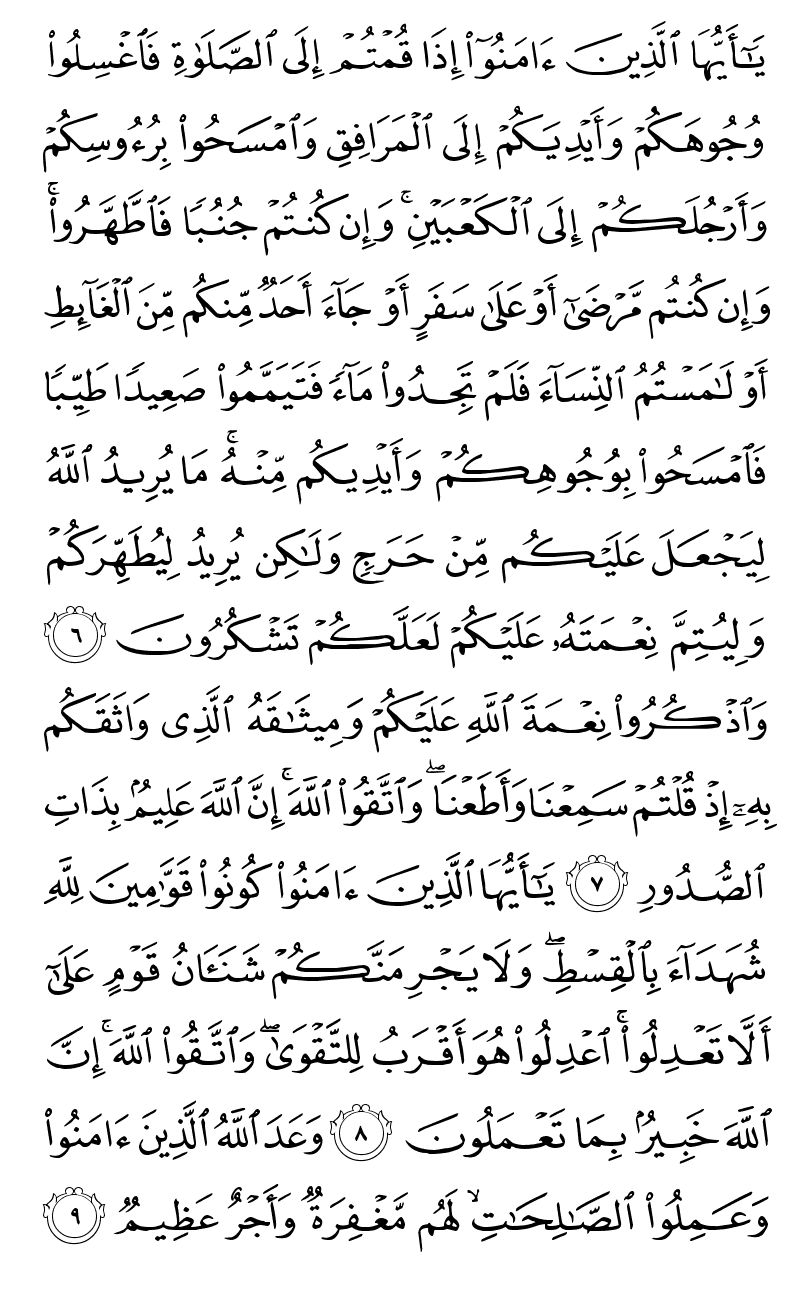 يَـٰٓأَيُّهَا ٱلَّذِينَ ءَامَنُوٓا۟ إِذَا قُمْتُمْ إِلَى ٱلصَّلَوٰةِ فَٱغْسِلُوا۟
وُجُوهَكُمْ وَأَيْدِيَكُمْ إِلَى ٱلْمَرَافِقِ وَٱمْسَحُوا۟ بِرُءُوسِكُمْ
وَأَرْجُلَكُمْ إِلَى ٱلْكَعْبَيْنِ ۚ وَإِن كُنتُمْ جُنُبًا فَٱطَّهَّرُوا۟ ۚ
وَإِن كُنتُم مَّرْضَىٰٓ أَوْ عَلَىٰ سَفَرٍ أَوْ جَآءَ أَحَدٌ مِّنكُم مِّنَ ٱلْغَآئِطِ
أَوْ لَـٰمَسْتُمُ ٱلنِّسَآءَ فَلَمْ تَجِدُوا۟ مَآءً فَتَيَمَّمُوا۟ صَعِيدًا طَيِّبًا
فَٱمْسَحُوا۟ بِوُجُوهِكُمْ وَأَيْدِيكُم مِّنْهُ ۚ مَا يُرِيدُ ٱللَّهُ
لِيَجْعَلَ عَلَيْكُم مِّنْ حَرَجٍ وَلَـٰكِن يُرِيدُ لِيُطَهِّرَكُمْ
وَلِيُتِمَّ نِعْمَتَهُۥ عَلَيْكُمْ لَعَلَّكُمْ تَشْكُرُونَ ٦
وَٱذْكُرُوا۟ نِعْمَةَ ٱللَّهِ عَلَيْكُمْ وَمِيثَـٰقَهُ ٱلَّذِى وَاثَقَكُم
بِهِۦٓ إِذْ قُلْتُمْ سَمِعْنَا وَأَطَعْنَا ۖ وَٱتَّقُوا۟ ٱللَّهَ ۚ إِنَّ ٱللَّهَ عَلِيمٌۢ بِذَاتِ
ٱلصُّدُورِ ٧ يَـٰٓأَيُّهَا ٱلَّذِينَ ءَامَنُوا۟ كُونُوا۟ قَوَّٰمِينَ لِلَّهِ
شُهَدَآءَ بِٱلْقِسْطِ ۖ وَلَا يَجْرِمَنَّكُمْ شَنَـَٔانُ قَوْمٍ عَلَىٰٓ
أَلَّا تَعْدِلُوا۟ ۚ ٱعْدِلُوا۟ هُوَ أَقْرَبُ لِلتَّقْوَىٰ ۖ وَٱتَّقُوا۟ ٱللَّهَ ۚ إِنَّ
ٱللَّهَ خَبِيرٌۢ بِمَا تَعْمَلُونَ ٨ وَعَدَ ٱللَّهُ ٱلَّذِينَ ءَامَنُوا۟
وَعَمِلُوا۟ ٱلصَّـٰلِحَـٰتِ ۙ لَهُم مَّغْفِرَةٌ وَأَجْرٌ عَظِيمٌ ٩